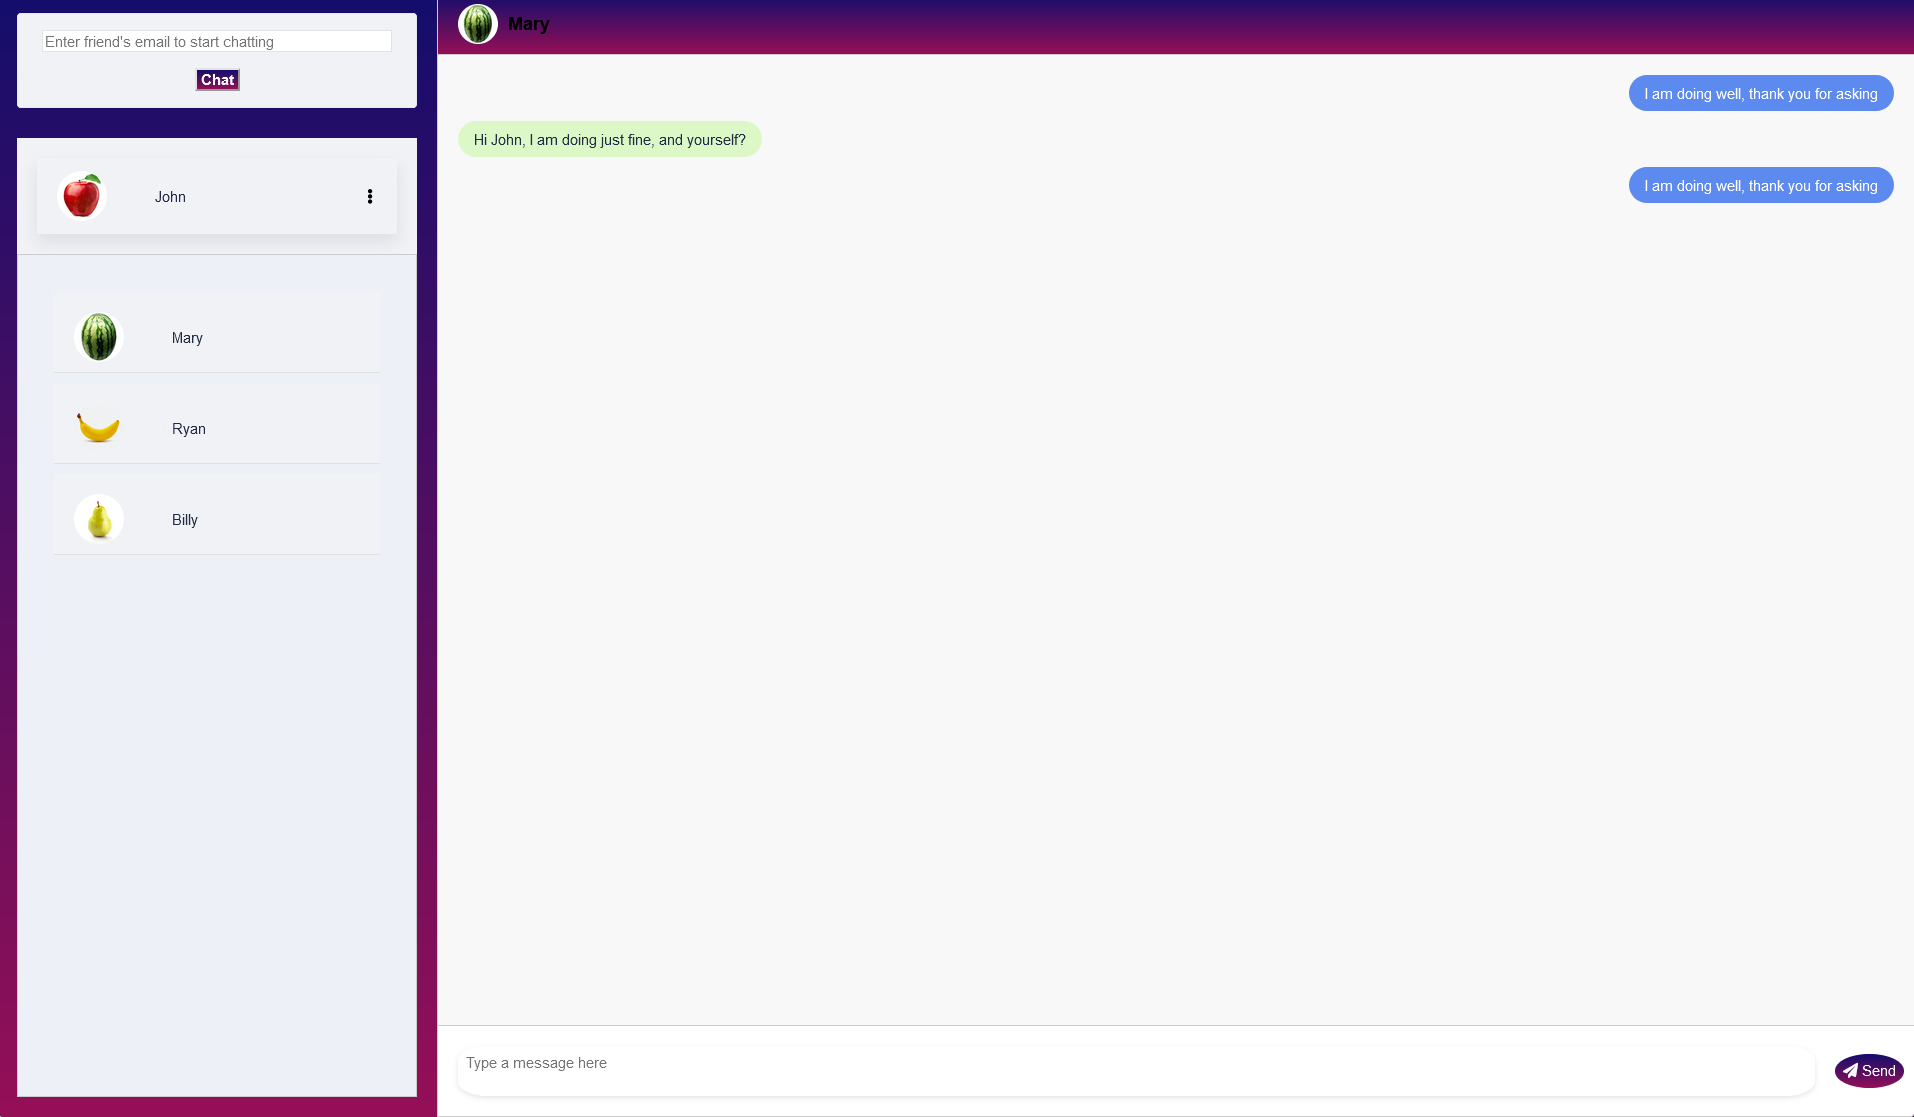 Enter friend's email to start chatting
Chat
John
Mary
Ryan
Billy
Mary
I am doing well, thank you for asking
Hi John, I am doing just fine, and yourself?
I am doing well, thank you for asking
Type a message here
Send